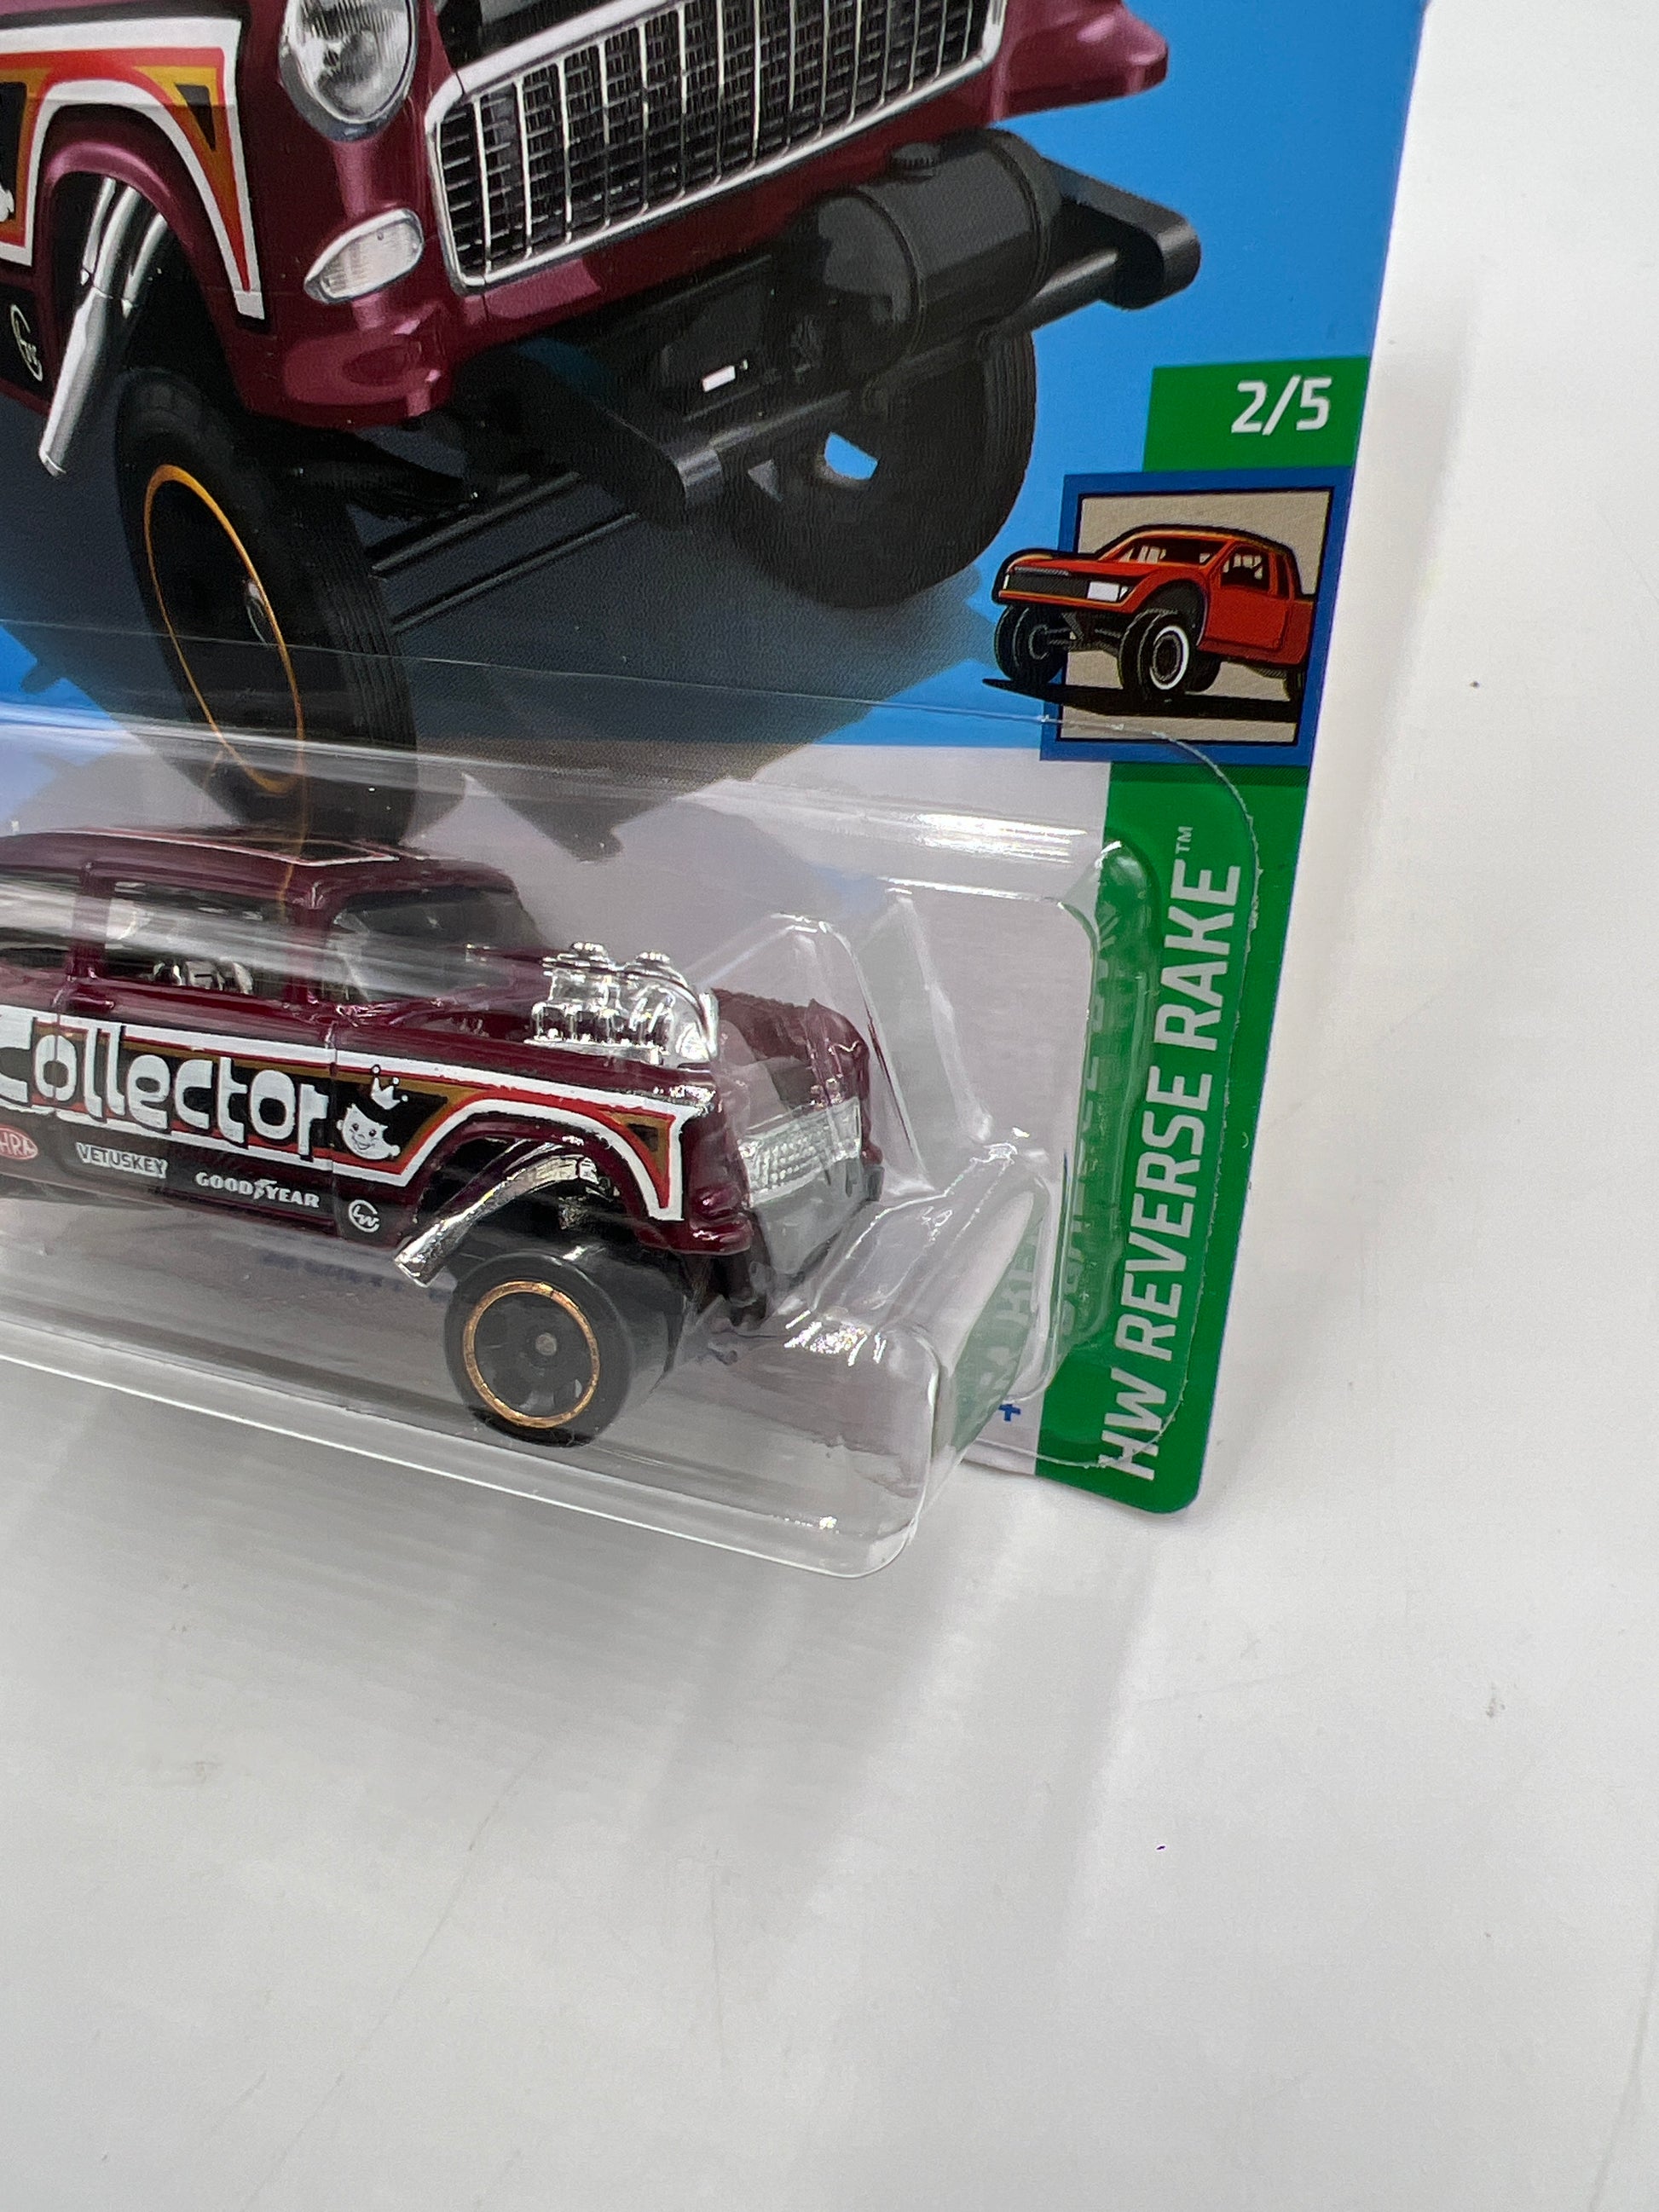 2/5
HW REVERSE RAKE™
Collector
VETUSKEY
GOODYEAR